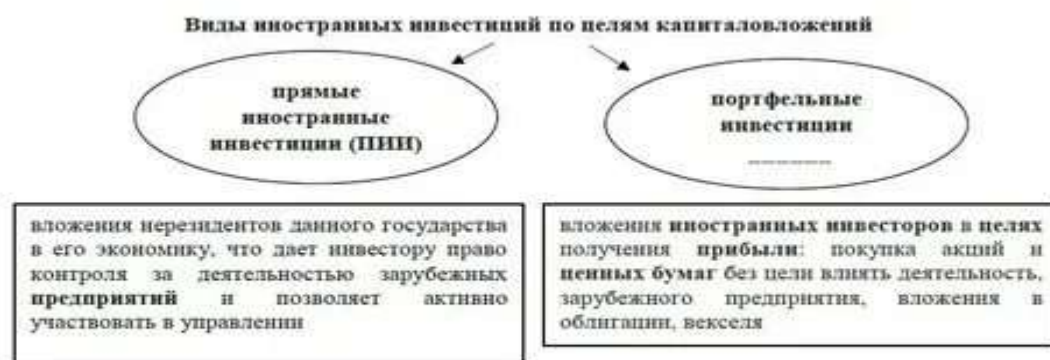 Виды иностранных инвестиций по целям капиталовложений
прямые
иностранные
инвестиции (ПИИ)
портфельные
инвестиции
------
вложения нерезидентов данного государства
в его экономику, что дает инвестору право
контроля за деятельностью зарубежных
предприятий и позволяет активно
участвовать в управлении
вложения иностранных инвесторов в целях
получения прибыли: покупка акций и
ценных бумаг без цели влиять деятельность,
зарубежного предприятия, вложения в
облигации, векселя